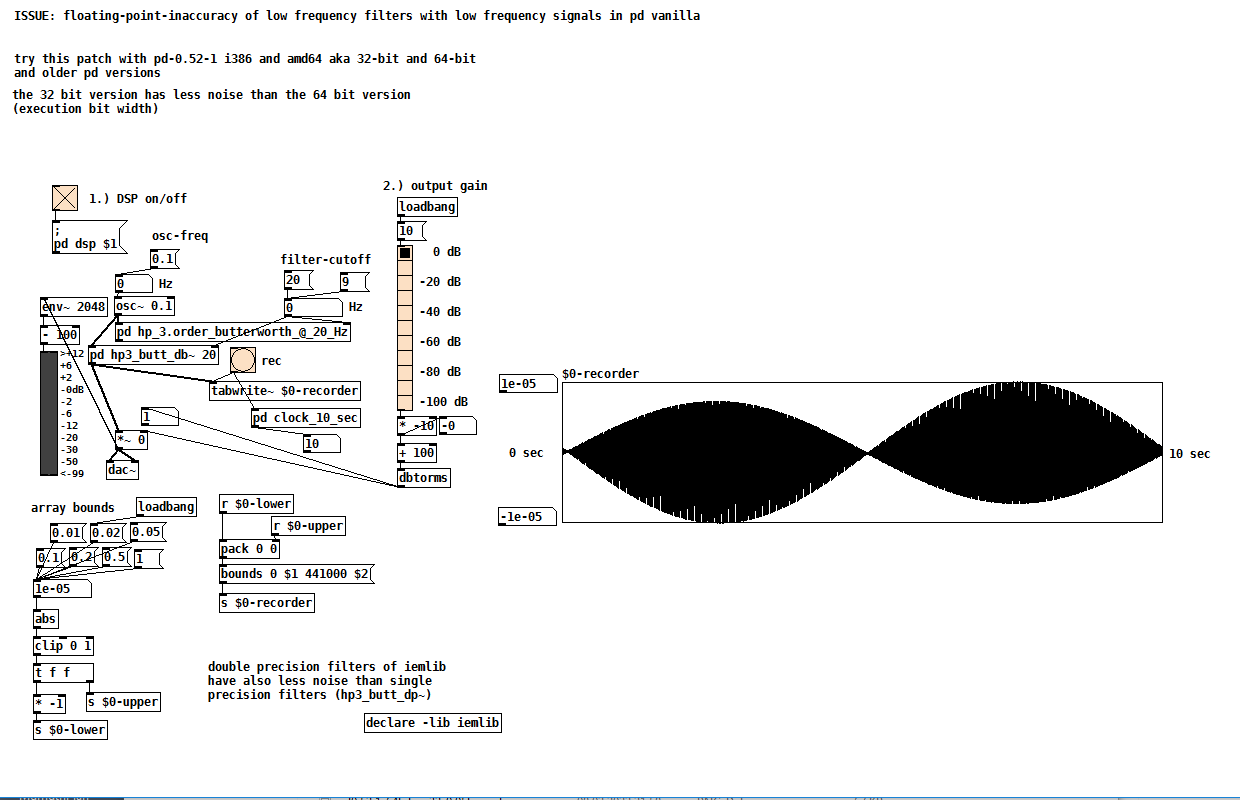 ISSUE: floating-point-inaccuracy of low frequency filters with low frequency signals in pd vanilla
try this patch with pd-0.52-1 i386 and amd64 aka 32-bit and 64-bit
and older pd versions
the 32 bit version has less noise than the 64 bit version
(execution bit width)
1.) DSP on/off
;
pd dsp $1
osc-freq
0.1
0
Hz
env~ 2048
osc~ 0.1
- 100
pd hp_3.order_butterworth_@_20_Hz
pd hp3_butt_db~ 20
filter-cutoff
20
9
0
Hz
rec
tabwrite~ $0-recorder
pd clock_10_sec
10
1
*~ 0
dac~
>+12
+6
+2
-0dB
-2
-6
-12
-20
-30
-50
<-99
2.) output gain
loadbang
10
0 dB
-20 dB
-40 dB
-60 dB
-80 dB
-100 dB
* -10
-0
+ 100
dbtorms
$0-recorder
1e-05
0 sec
10 sec
-1e-05
array bounds
loadbang
0.01
0.02
0.05
0.1
0.2
0.5
1
1e-05
abs
clip 0 1
t f f
* -1
s $0-upper
s $0-lower
r $0-lower
r $0-upper
pack 0 0
bounds 0 $1 441000 $2
s $0-recorder
double precision filters of iemlib
have also less noise than single
precision filters (hp3_butt_dp~)
declare -lib iemlib